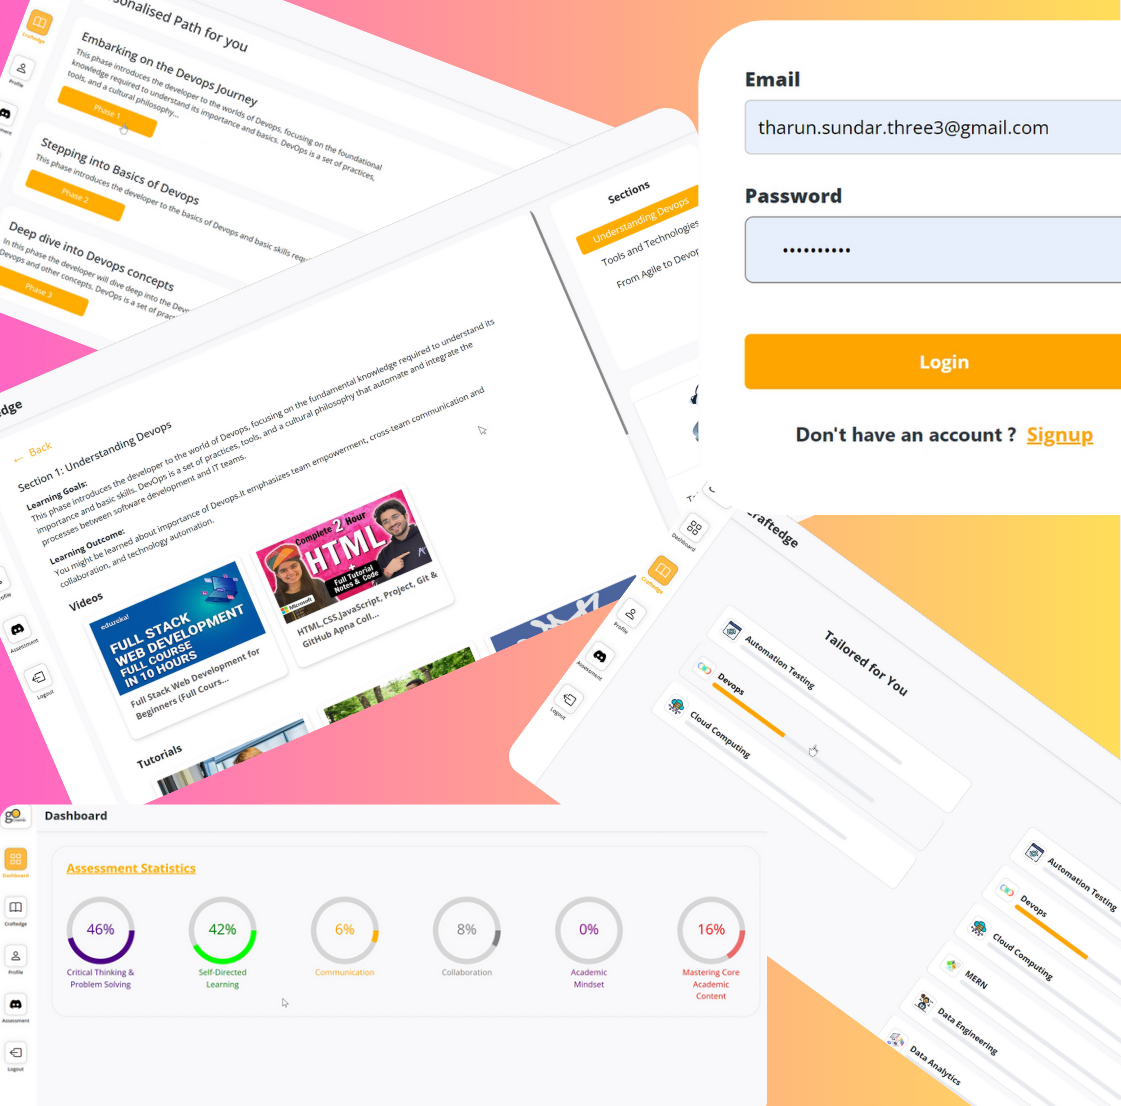 Personalised Path for you
Embarking on the Devops Journey
This phase introduces the developer to the worlds of Devops, focusing on the foundational
knowledge required to understand its importance and basics. DevOps is a set of practices,
tools, and a cultural philosophy...
Phase 1
Stepping into Basics of Devops
This phase introduces the developer to the basics of Devops and basic skills requ
Phase 2
Deep dive into Devops concepts
In this phase the developer will dive deep into the Devo
Devops and other concepts. DevOps is a set of prac
Phase 3
Craftedge
Profile
Email
tharun.sundar.three3@gmail.com
Password
••••••••••
Login
Don't have an account ? Signup
Sections
Understanding Devops
Tools and Technologies
From Agile to Devop
edge
← Back
Section 1: Understanding Devops
Learning Goals:
This phase introduces the developer to the world of Devops, focusing on the fundamental knowledge required to understand its
importance and basic skills. DevOps is a set of practices, tools, and a cultural philosophy that automate and integrate the
processes between software development and IT teams.
Learning Outcome:
You might be learned about importance of Devops.It emphasizes team empowerment, cross-team communication and
collaboration, and technology automation.
Videos
edureka!
FULL STACK
WEB DEVELOPMENT
FULL COURSE
IN 10 HOURS
Full Stack Web Development for
Beginners (Full Cours...
Complete 2 Hour
HTML
Full Tutorial
Notes & Code
Microsoft
HTML,CSS,JavaScript, Project, Git &
GitHub Apna Coll...
Tutorials
Assessment
Logout
Craftedge
Dashboard
Craftedge
Profile
Assessment
Logout
Tailored for You
Automation Testing
Devops
Cloud Computing
Automation Testing
Devops
Cloud Computing
MERN
Data Engineering
Data Analytics
Dashboard
Dashboard
Craftedge
Profile
Assessment
Logout
Assessment Statistics
46%
Critical Thinking &
Problem Solving
42%
Self-Directed
Learning
6%
Communication
8%
Collaboration
0%
Academic
Mindset
16%
Mastering Core
Academic
Content